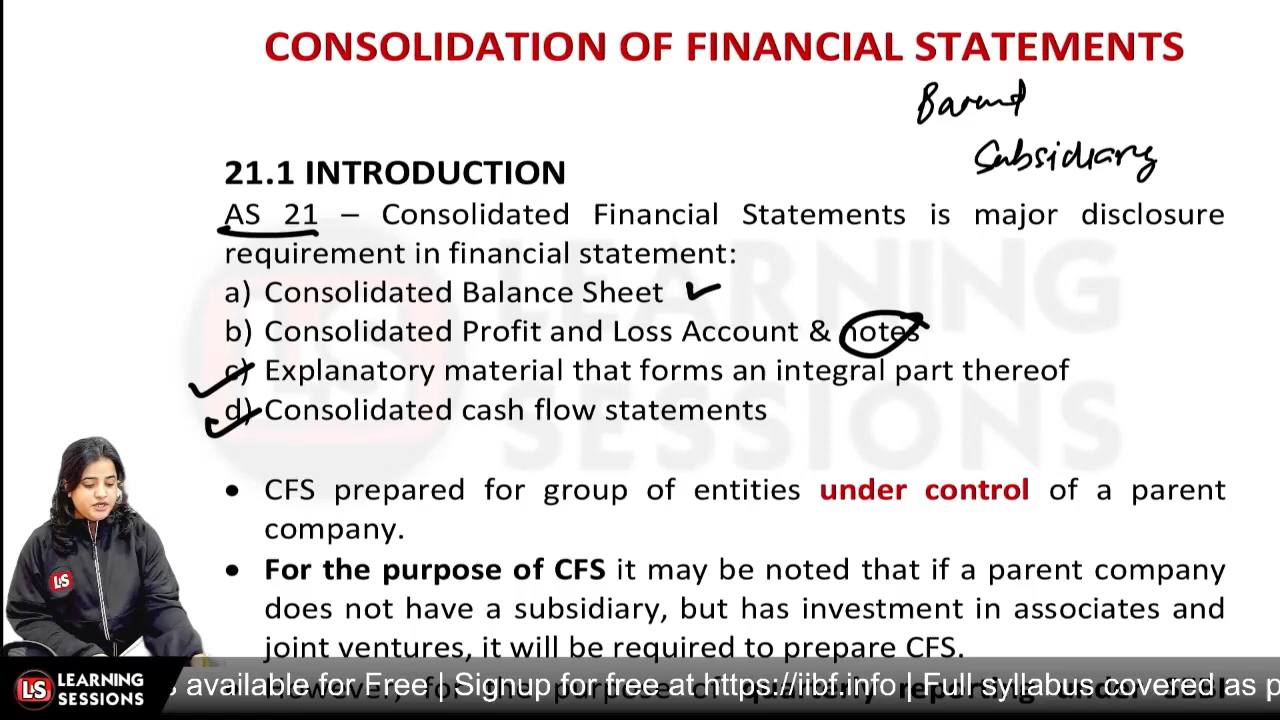 CONSOLIDATION OF FINANCIAL STATEMENTS
Subsidiary
21.1 INTRODUCTION
AS 21 – Consolidated Financial Statements is major disclosure
requirement in financial statement:
a) Consolidated Balance Sheet
b) Consolidated Profit and Loss Account & notes
c) Explanatory material that forms an integral part thereof
d) Consolidated cash flow statements
LEARNING
SESSIONS
• CFS prepared for group of entities under control of a parent
company.
• For the purpose of CFS it may be noted that if a parent company
does not have a subsidiary, but has investment in associates and
joint ventures, it will be required to prepare CFS.
LS
LS LEARNING
SESSIONS
available for Free | Signup for free at https://iibf.info | Full syllabus covered as p